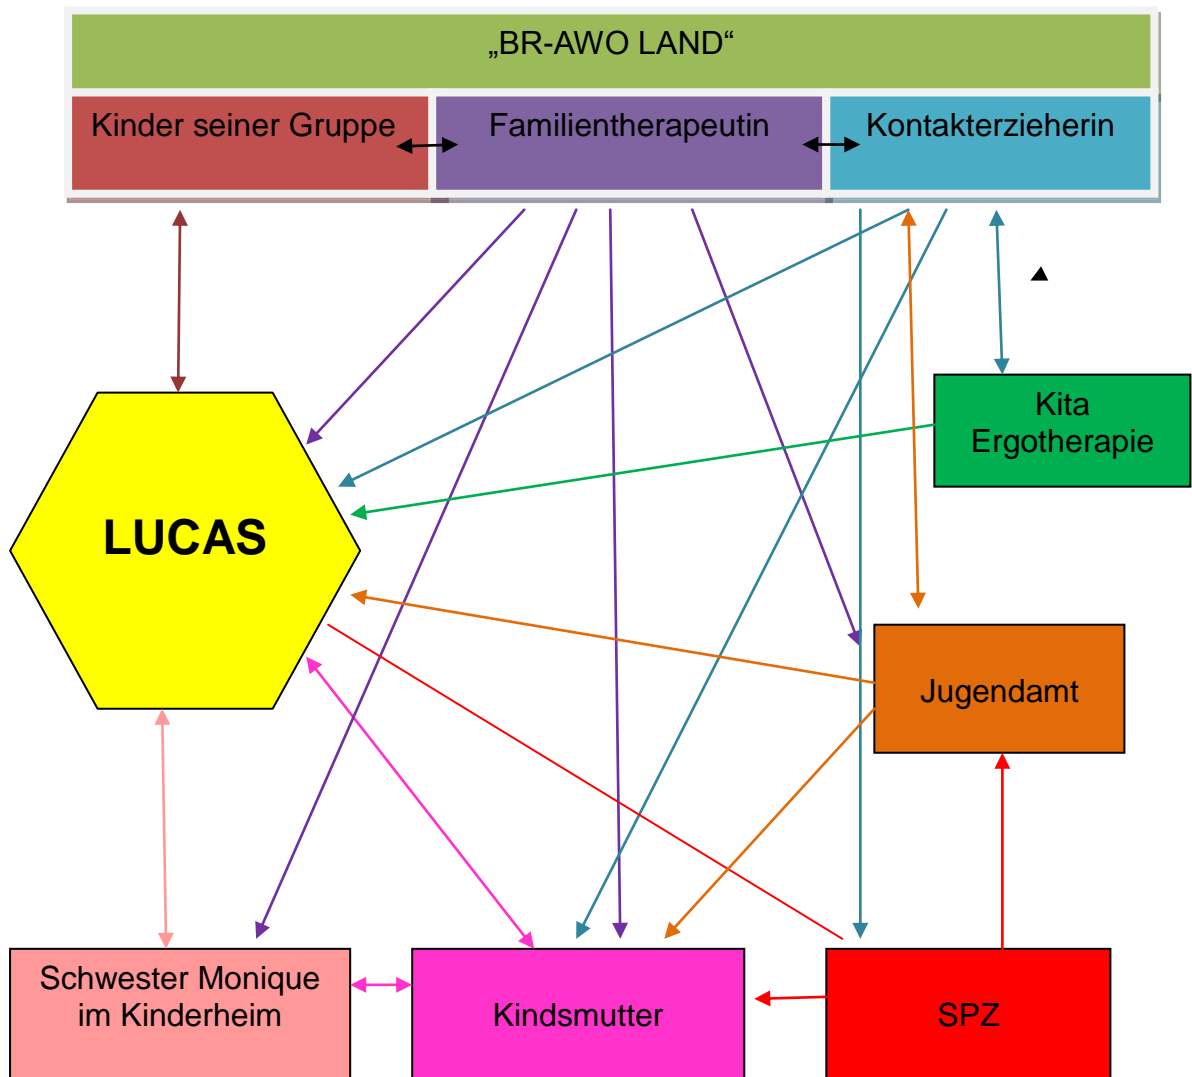 „BR-AWO LAND“
Kinder seiner Gruppe
Familientherapeutin
Kontakterzieherin
Kita
Ergotherapie
LUCAS
Jugendamt
Schwester Monique
im Kinderheim
Kindsmutter
SPZ